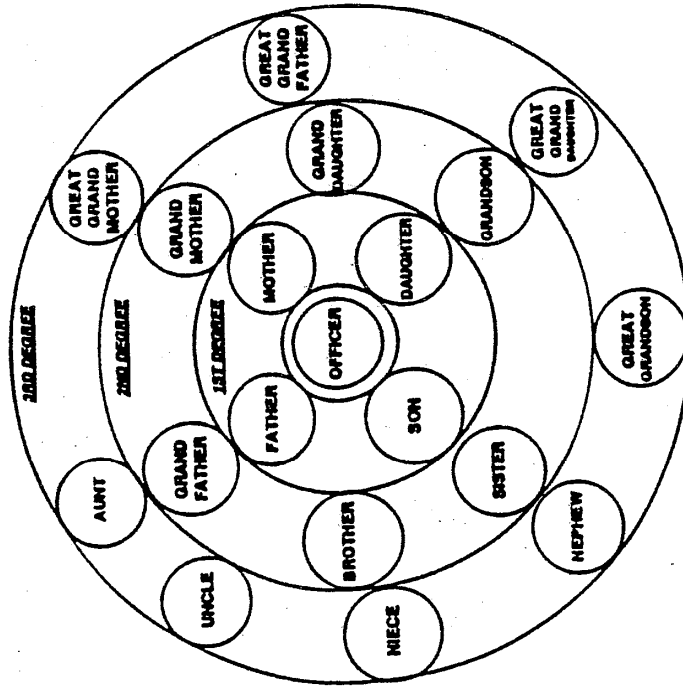 3RD DEGREE
AUNT
GREAT
GRAND
MOTHER
2ND DEGREE
GRAND
FATHER
GRAND
MOTHER
UNCLE
1ST DEGREE
FATHER
MOTHER
GREAT
GRAND
FATHER
BROTHER
OFFICER
GRAND
DAUGHTER
NIECE
SON
DAUGHTER
SISTER
GRANDSON
NEPHEW
GREAT
GRAND
DAUGHTER
GREAT
GRANDSON